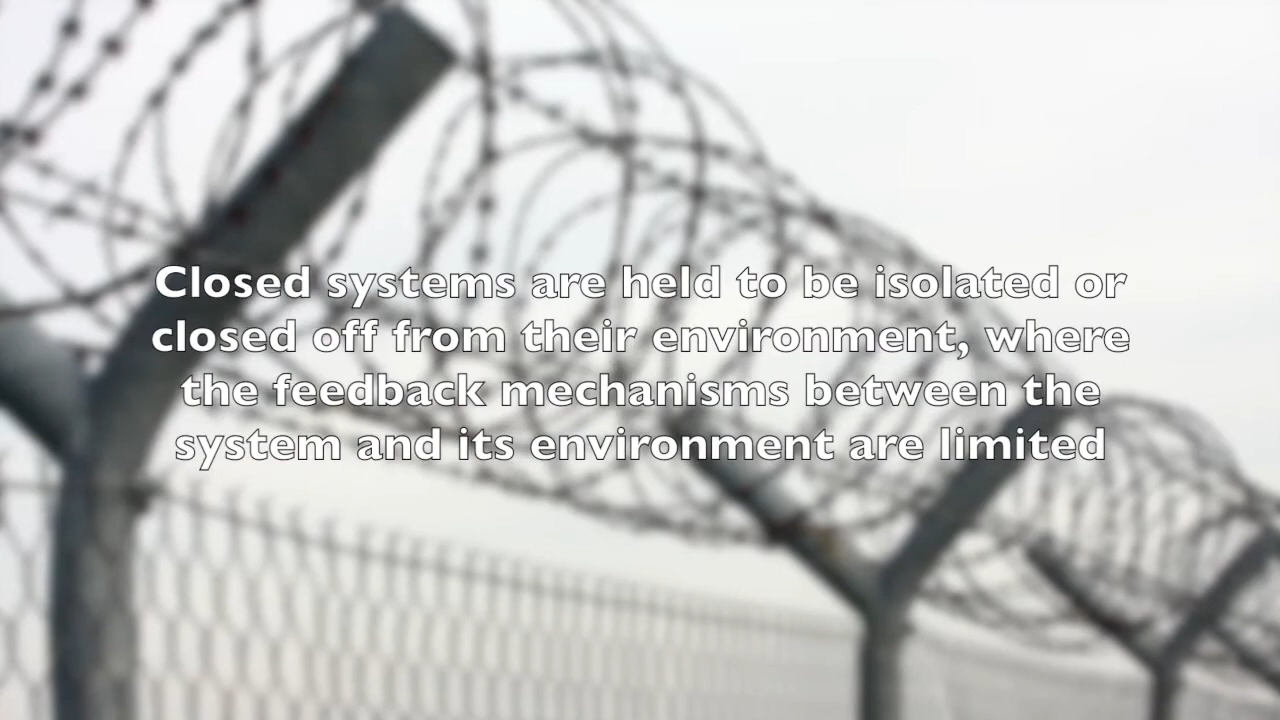 Closed systems are held to be isolated or
closed off from their environment, where
the feedback mechanisms between the
system and its environment are limited